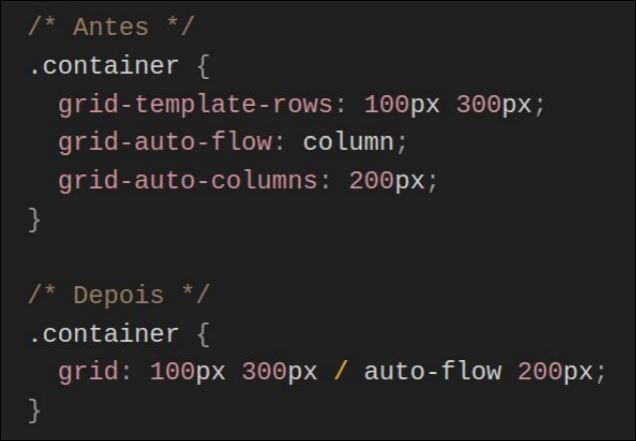 /* Antes */
.container {
  grid-template-rows: 100px 300px;
  grid-auto-flow: column;
  grid-auto-columns: 200px;
}

/* Depois */
.container {
  grid: 100px 300px / auto-flow 200px;
}